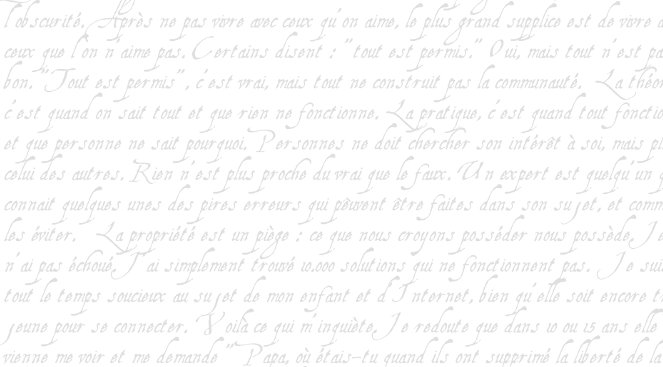 l'obscurité. Après ne pas vivre avec ceux qu'on aime, le plus grand supplice est de vivre a
ceux que l'on n'aime pas. Certains disent : "tout est permis." Oui, mais tout n'est pa
bon. "Tout est permis", c'est vrai, mais tout ne construit pas la communauté. La théor
c'est quand on sait tout et que rien ne fonctionne. La pratique, c'est quand tout fonctio
et que personne ne sait pourquoi. Personnes ne doit chercher son intérêt à soi, mais pl
celui des autres. Rien n'est plus proche du vrai que le faux. Un expert est quelqu'un q
connait quelques unes des pires erreurs qui peuvent être faites dans son sujet, et comm
les éviter. La propriété est un piège : ce que nous croyons posséder nous possède. Je
n'ai pas échoué. J'ai simplement trouvé 10.000 solutions qui ne fonctionnent pas. Je sui
tout le temps soucieux au sujet de mon enfant et d'Internet, bien qu'elle soit encore tr
jeune pour se connecter. Voilà ce qui m'inquiète. Je redoute que dans 10 ou 15 ans elle
vienne me voir et me demande " Papa, où étais-tu quand ils ont supprimé la liberté de la